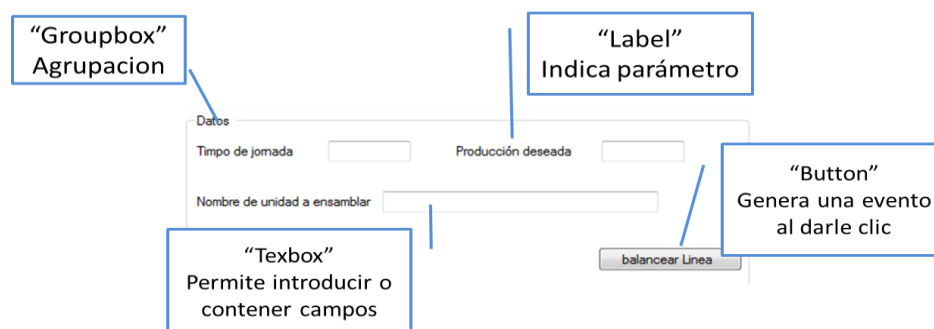 “Groupbox”
Agrupacion
“Label”
Indica parámetro
Datos
Timpo de jornada
Producción deseada
Nombre de unidad a ensamblar
“Button”
Genera una evento
al darle clic
“Texbox”
Permite introducir o
contener campos
balancear Linea